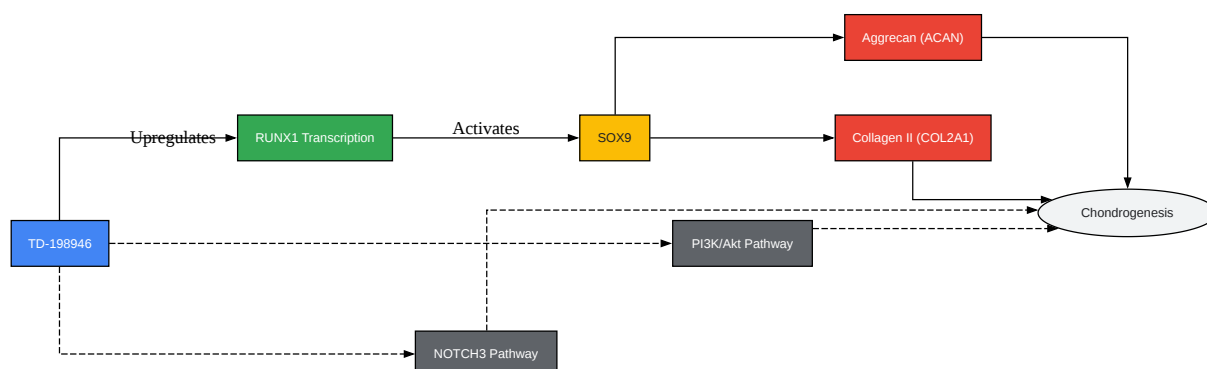 Aggrecan (ACAN)
Upregulates
RUNX1 Transcription
Activates
SOX9
Collagen II (COL2A1)
Chondrogenesis
TD-198946
PI3K/Akt Pathway
NOTCH3 Pathway